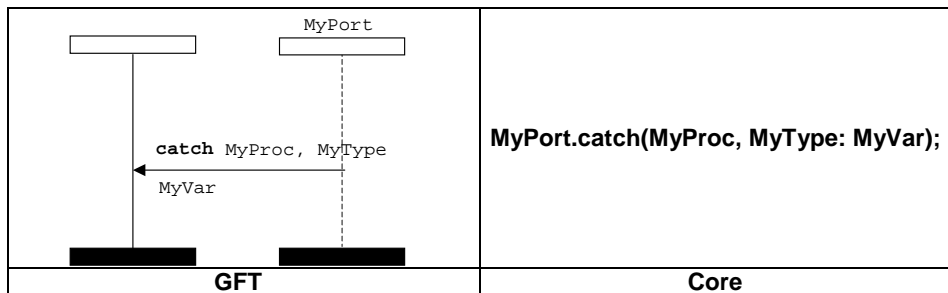 MyPort
catch MyProc, MyType
MyVar
MyPort.catch(MyProc, MyType: MyVar);
GFT
Core